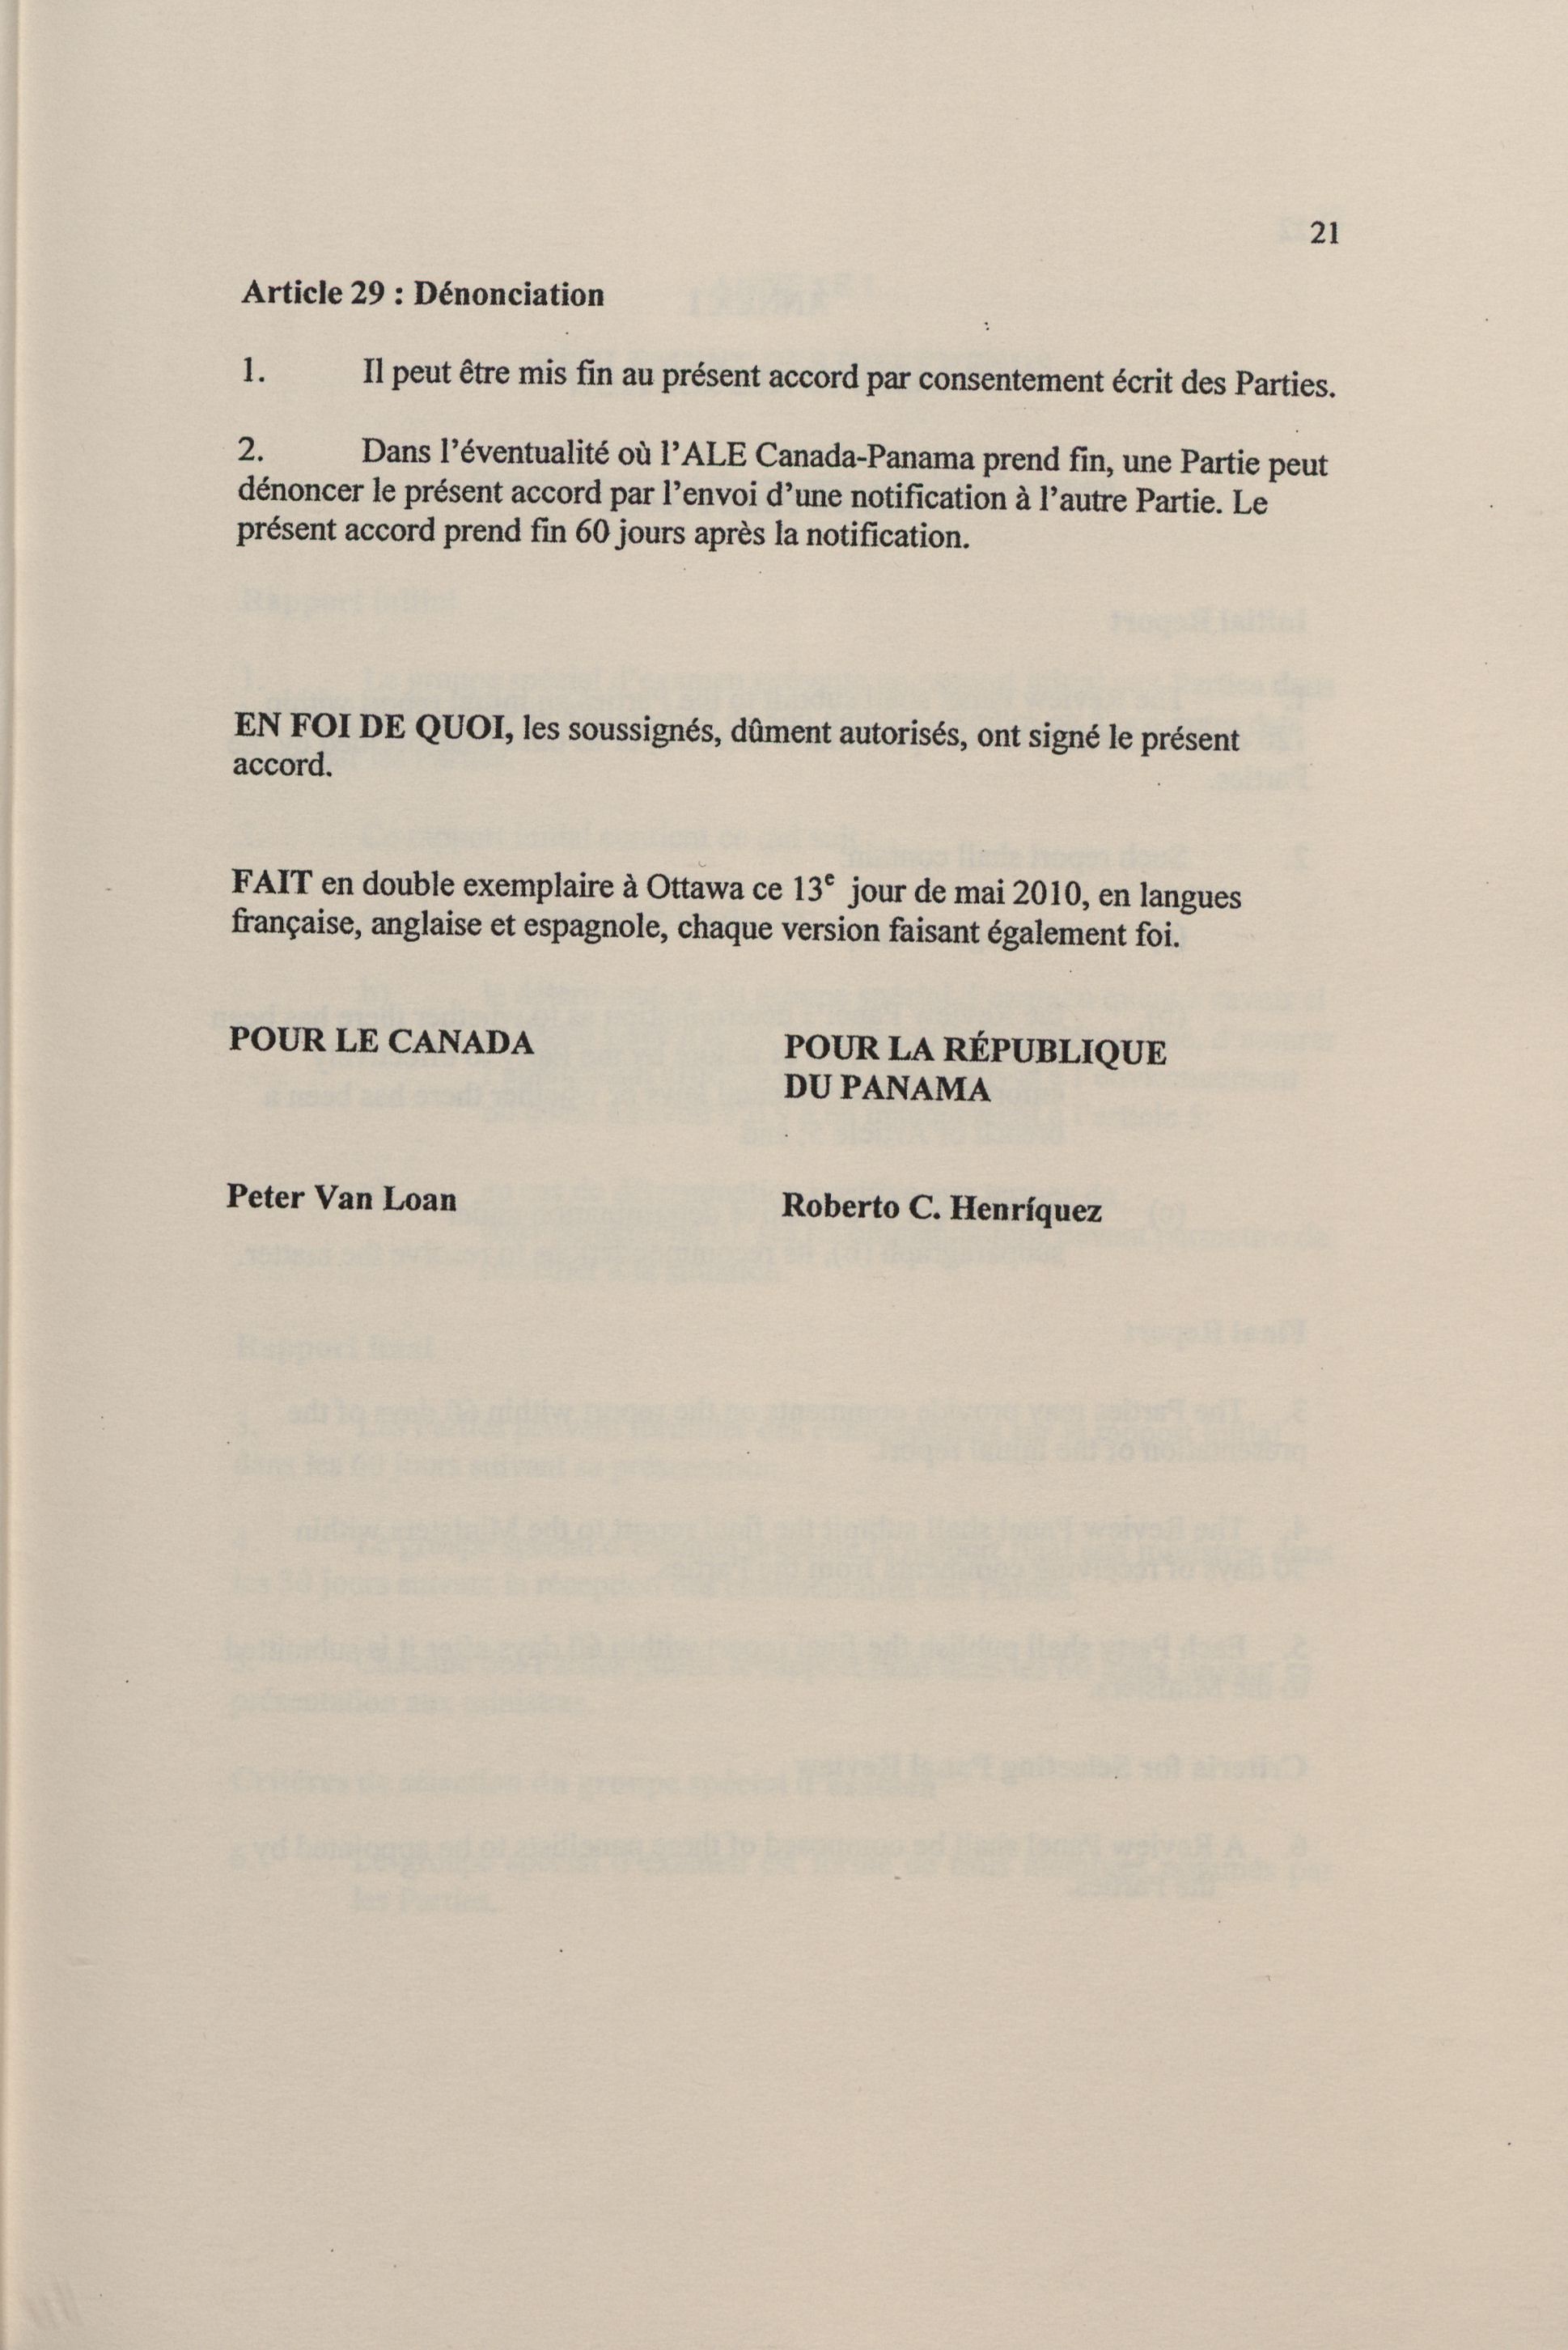 21
Article 29 : Dénonciation
1. Il peut être mis fin au présent accord par consentement écrit des Parties.
2. Dans l'éventualité où l'ALE Canada-Panama prend fin, une Partie peut
dénoncer le présent accord par l'envoi d'une notification à l'autre Partie. Le
présent accord prend fin 60 jours après la notification.
EN FOI DE QUOI, les soussignés, dûment autorisés, ont signé le présent
accord.
FAIT en double exemplaire à Ottawa ce 13e jour de mai 2010, en langues
française, anglaise et espagnole, chaque version faisant également foi.
POUR LE CANADA
POUR LA RÉPUBLIQUE
DU PANAMA
Peter Van Loan
Roberto C. Henríquez